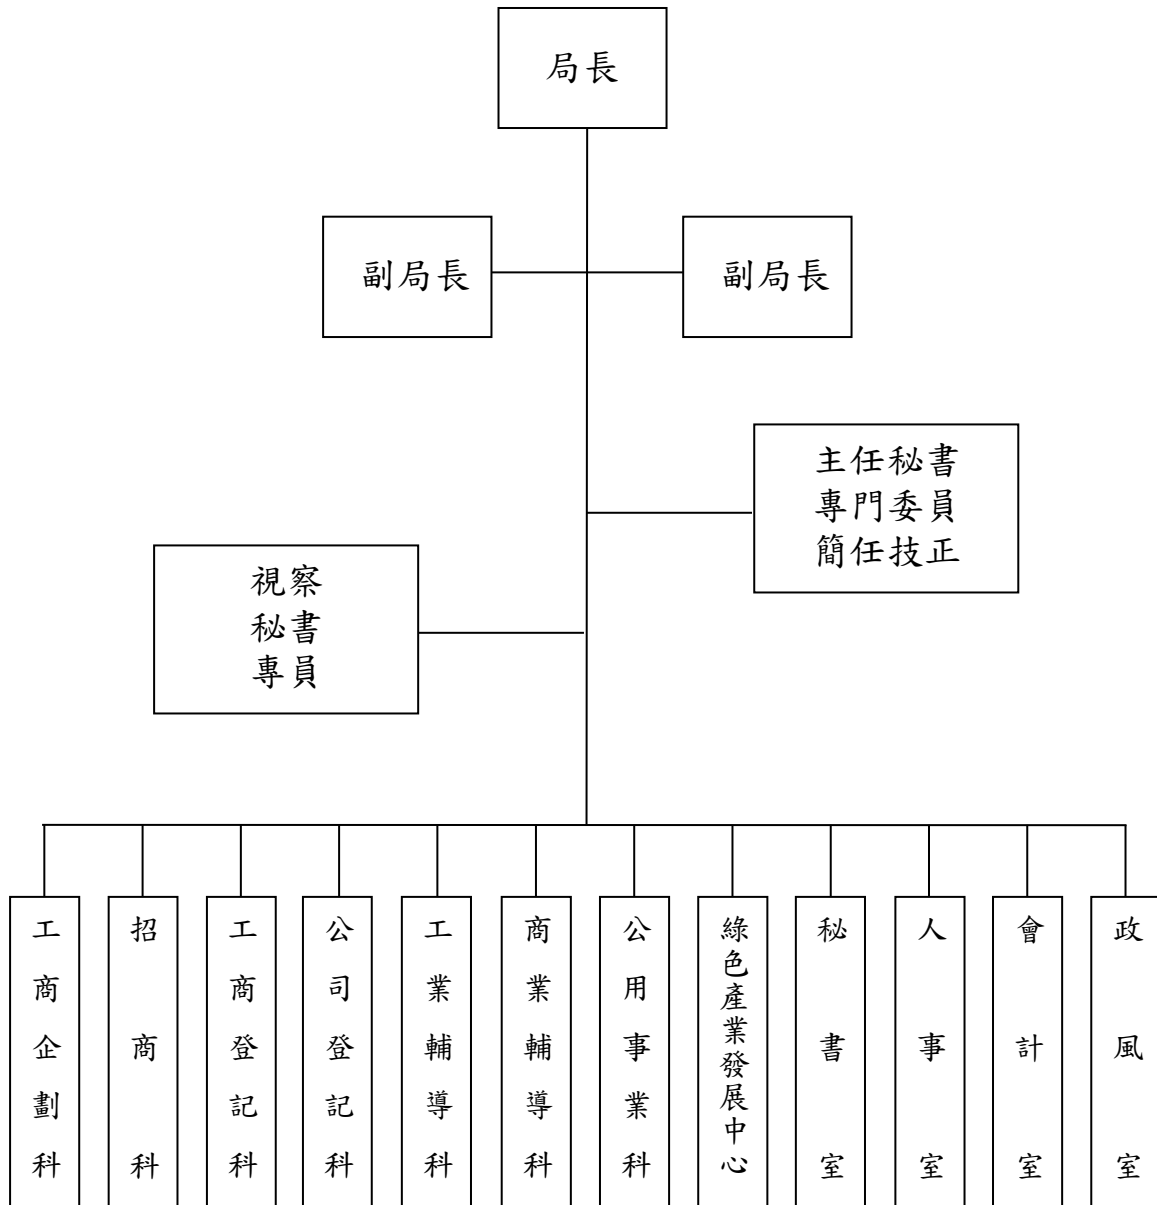 局長
副局長
副局長
主任秘書
專門委員
簡任技正
視察
秘書
專員
工商企劃科
招商科
工商登記科
公司登記科
工業輔導科
商業輔導科
公用事業科
綠色產業發展中心
秘書室
人事室
會計室
政風室